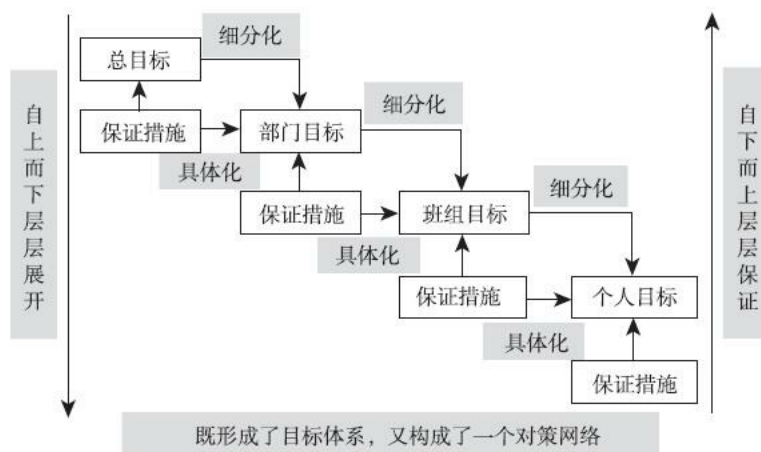 细分化
总目标
细分化
保证措施
部门目标
具体化
细分化
保证措施
班组目标
具体化
保证措施
个人目标
具体化
保证措施
自上而下层层展开
自下而上层层保证
既形成了目标体系，又构成了一个对策网络